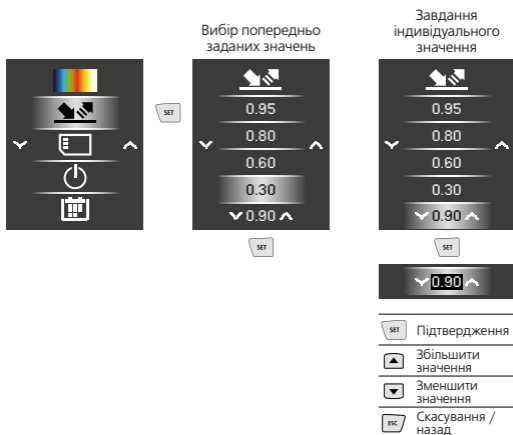 Вибір попередньо
заданих значень
Завдання
індивідуального
значення
SET
0.95
0.80
0.60
0.30
0.90
SET
0.95
0.80
0.60
0.30
0.90
SET
0.90
SET Підтвердження
Збільшити
значення
Зменшити
значення
ESC Скасування /
назад